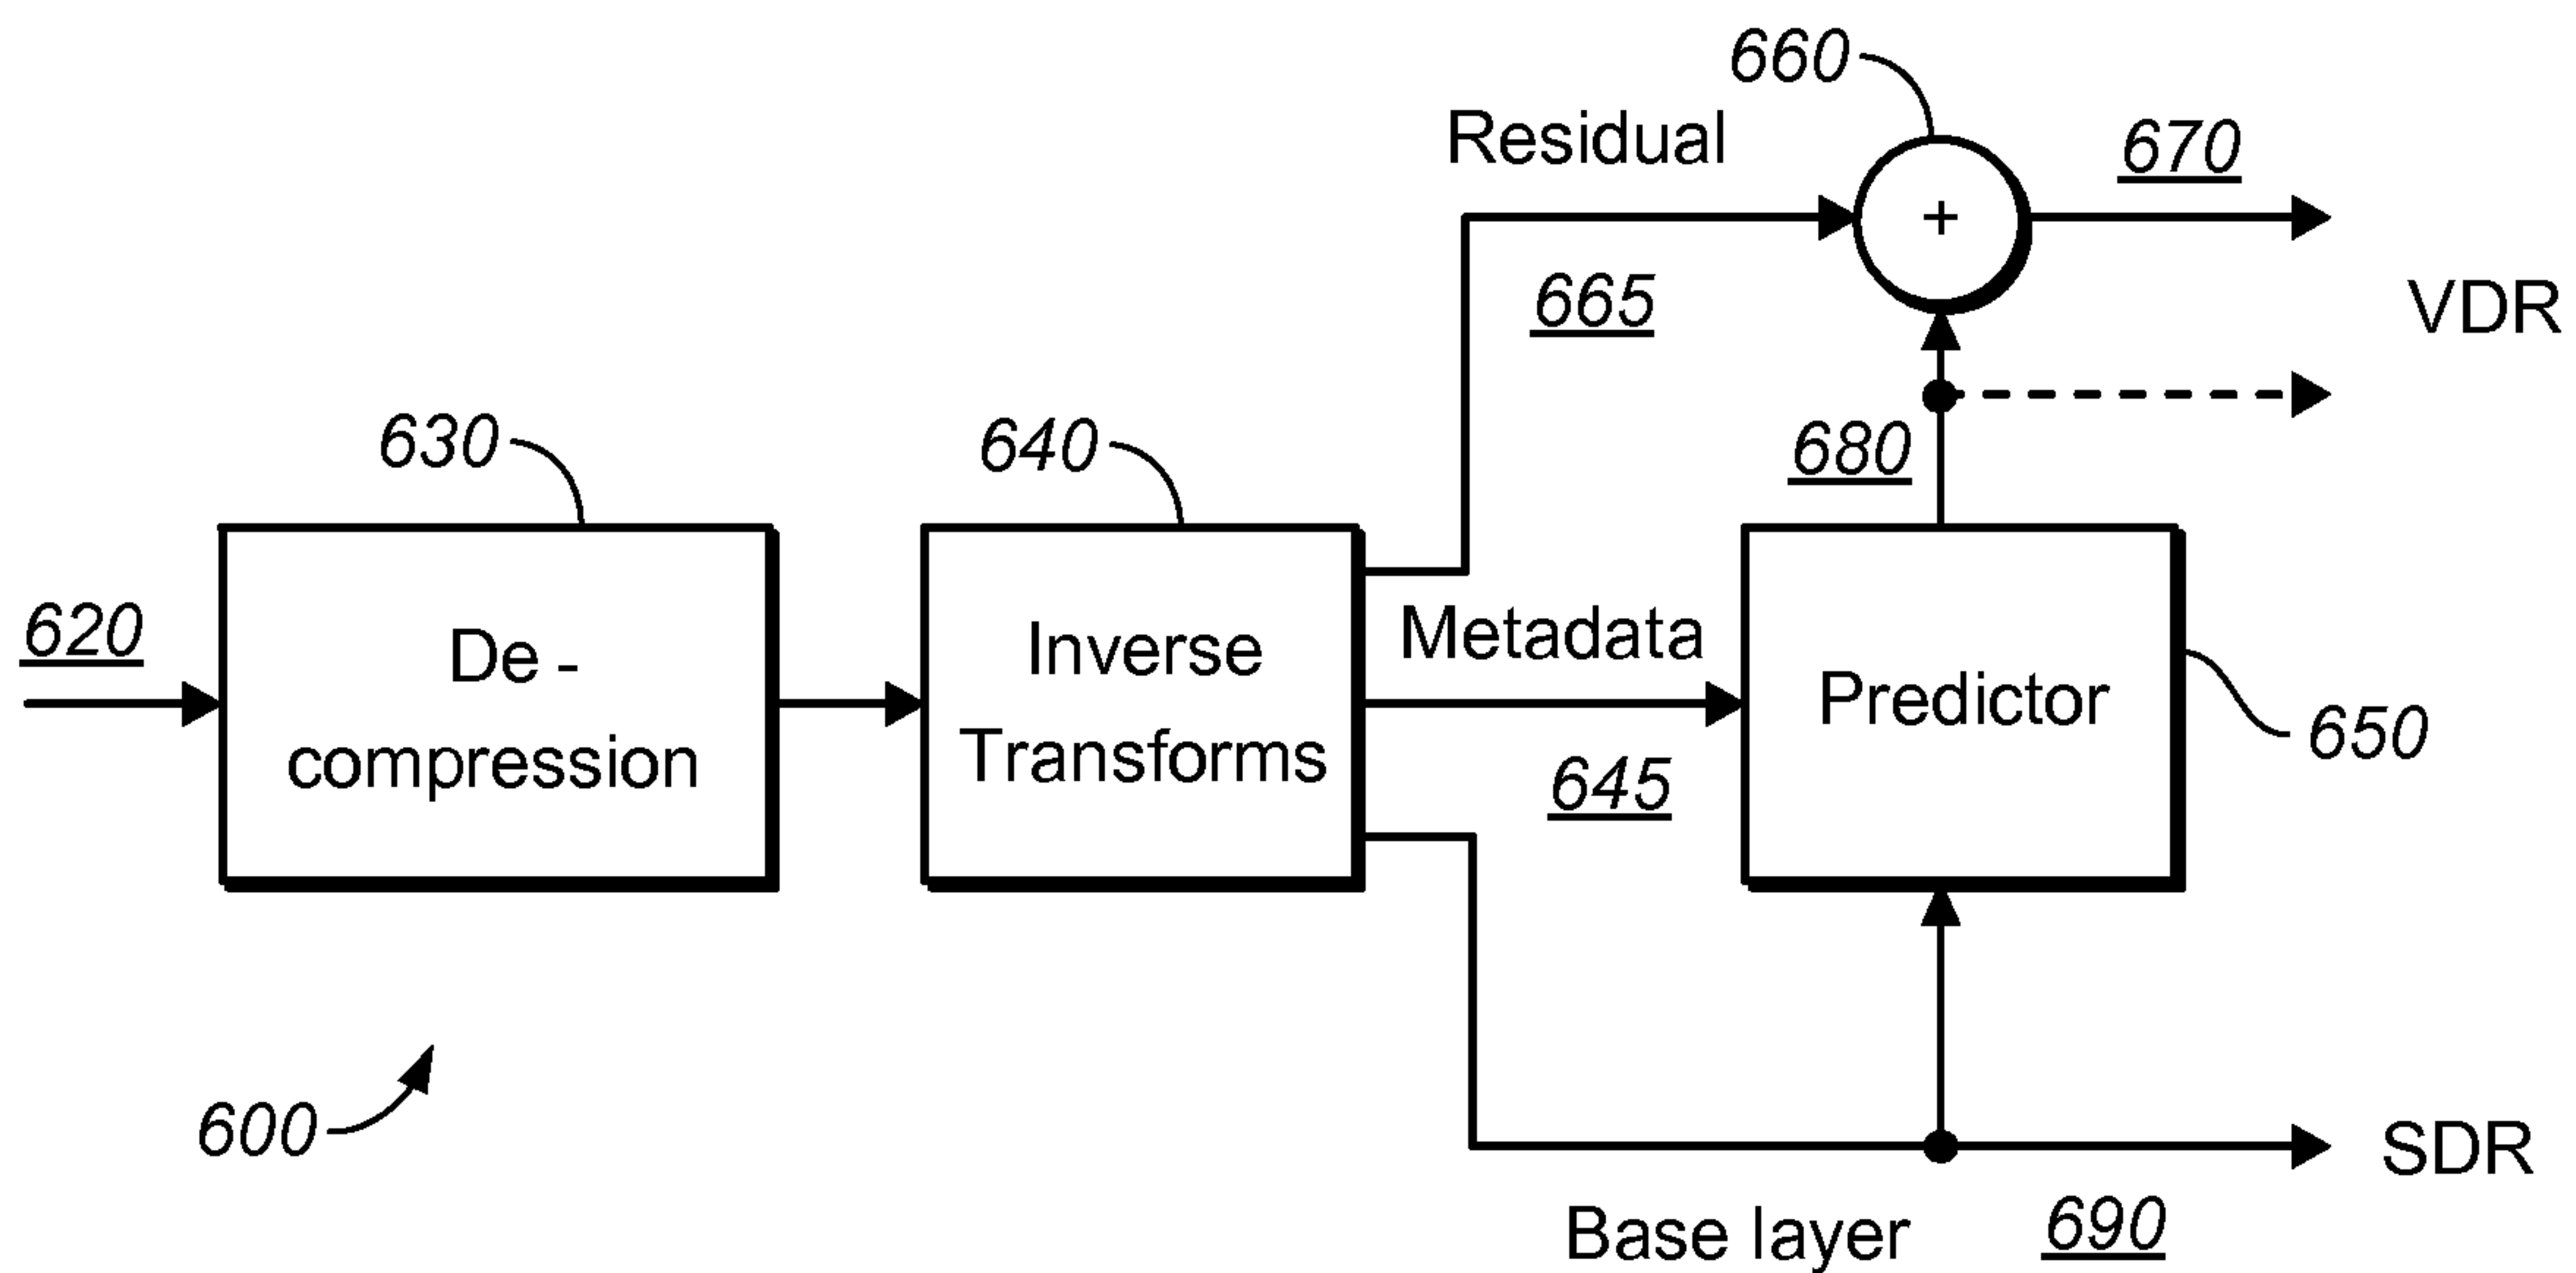 660
Residual
670
+
665
VDR
630
640
680
620
De -
compression
Inverse
Transforms
Metadata
645
Predictor
650
600
SDR
Base layer
690